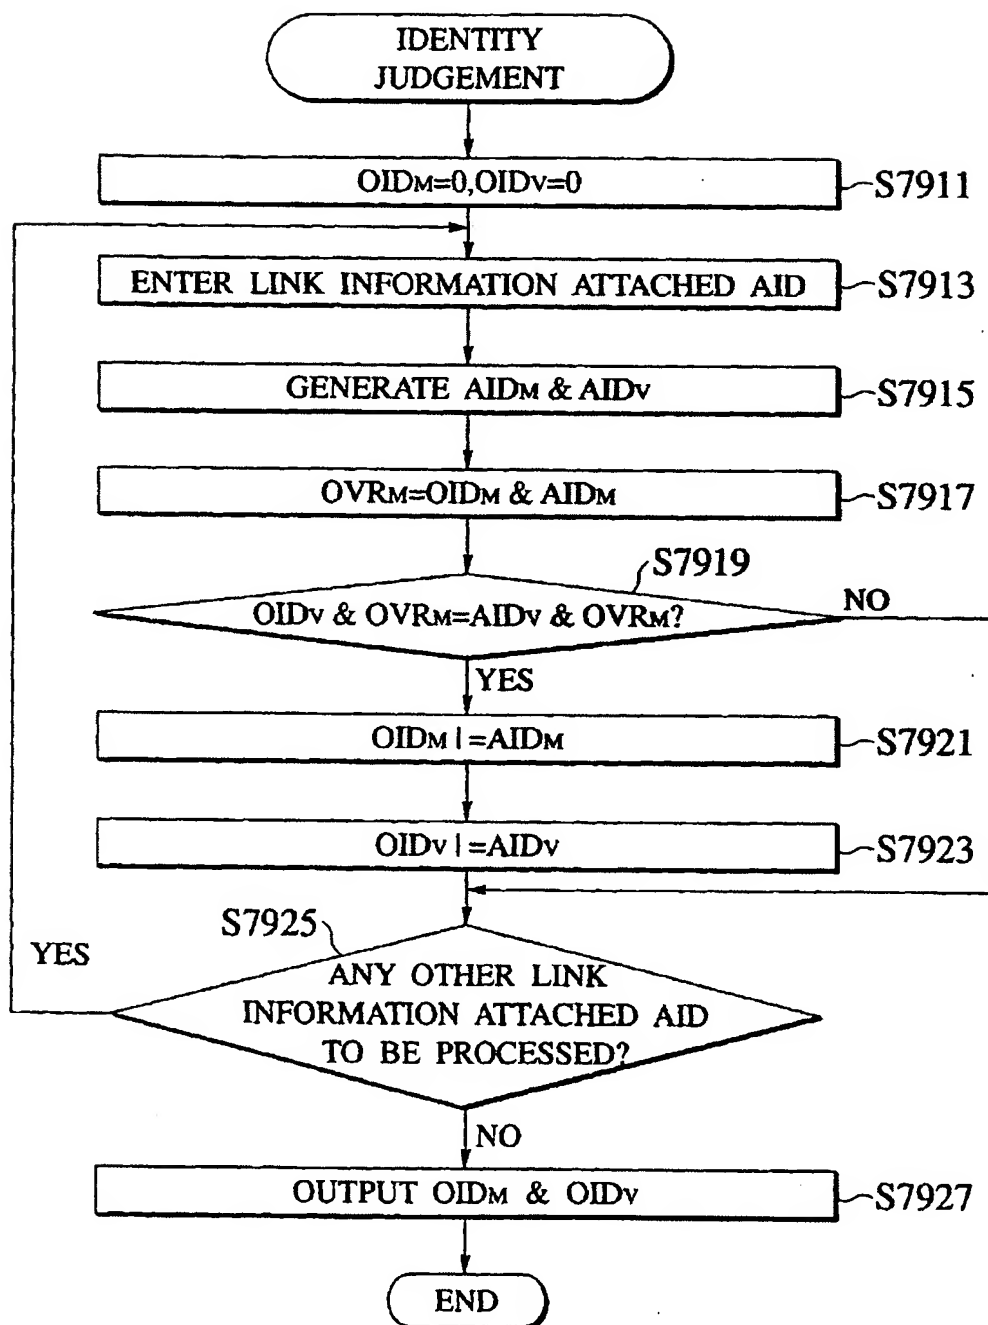 IDENTITY
JUDGEMENT
OIDM=0,OIDV=0
S7911
ENTER LINK INFORMATION ATTACHED AID
S7913
GENERATE AIDM & AIDV
S7915
OVRM=OIDM & AIDM
S7917
S7919
OIDV & OVRM=AIDV & OVRM?
NO
YES
OIDM |=AIDM
S7921
OIDV |=AIDV
S7923
S7925
YES
ANY OTHER LINK
INFORMATION ATTACHED AID
TO BE PROCESSED?
NO
OUTPUT OIDM & OIDV
S7927
END